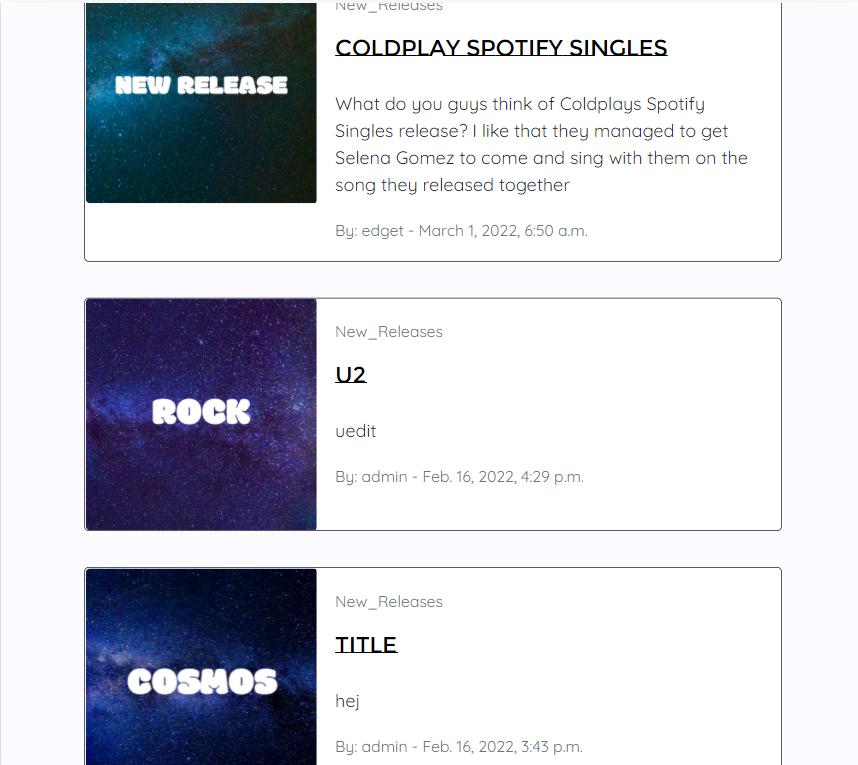 New_Releases
NEW RELEASE
COLDPLAY SPOTIFY SINGLES
What do you guys think of Coldplays Spotify
Singles release? I like that they managed to get
Selena Gomez to come and sing with them on the
song they released together
By: edget - March 1, 2022, 6:50 a.m.
ROCK
New_Releases
U2
uedit
By: admin - Feb. 16, 2022, 4:29 p.m.
COSMOS
New_Releases
TITLE
hej
By: admin - Feb. 16, 2022, 3:43 p.m.